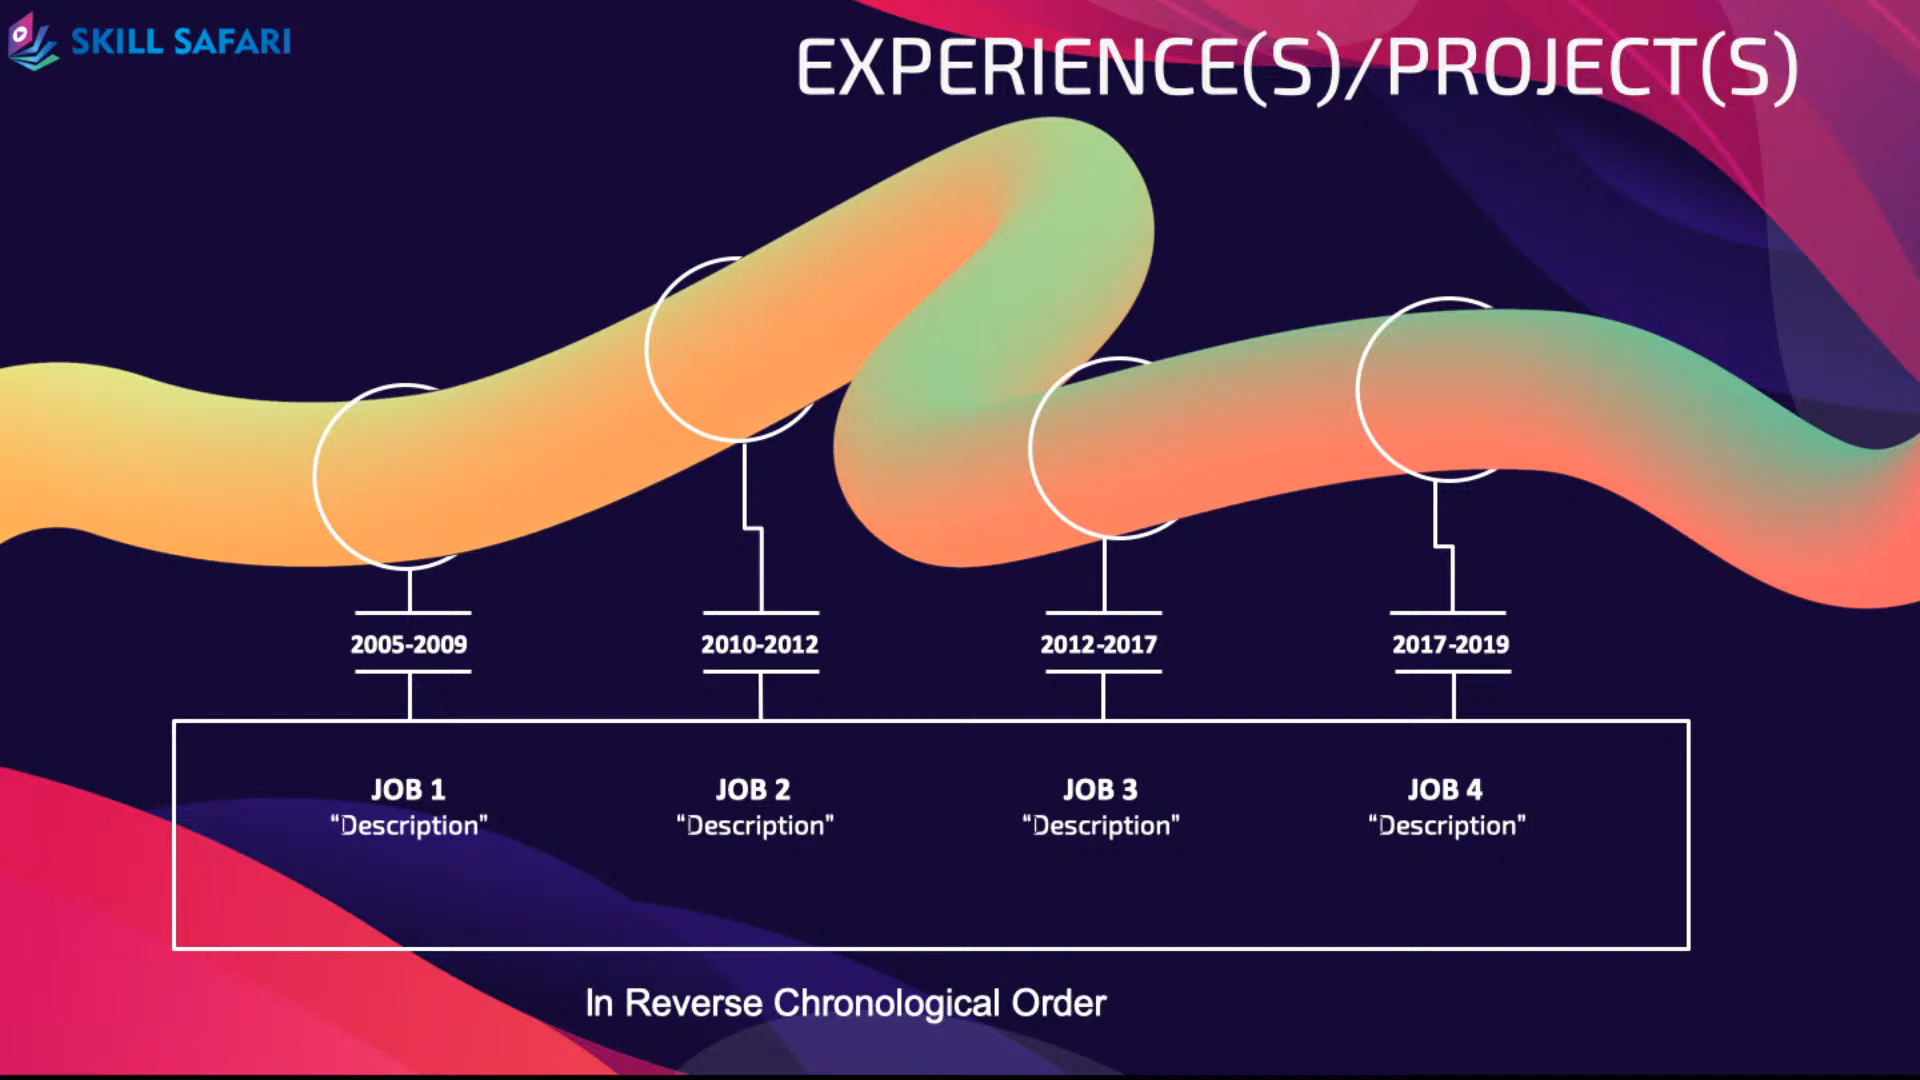 SKILL SAFARI
EXPERIENCE(S)/PROJECT(S)
2005-2009
2010-2012
2012-2017
2017-2019
JOB 1
"Description"
JOB 2
"Description"
JOB 3
"Description"
JOB 4
"Description"
In Reverse Chronological Order